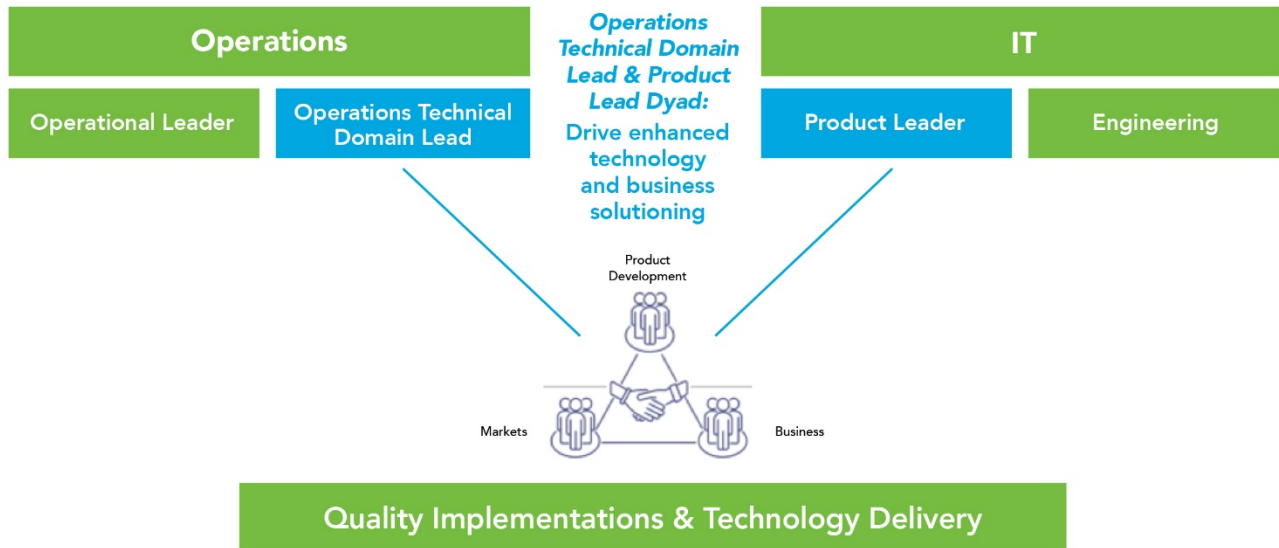 Operations
Operational Leader
Operations Technical
Domain Lead
Operations
Technical Domain
Lead & Product
Lead Dyad:
Drive enhanced
technology
and business
solutioning
IT
Product Leader
Engineering
Product
Development
Markets
Business
Quality Implementations & Technology Delivery